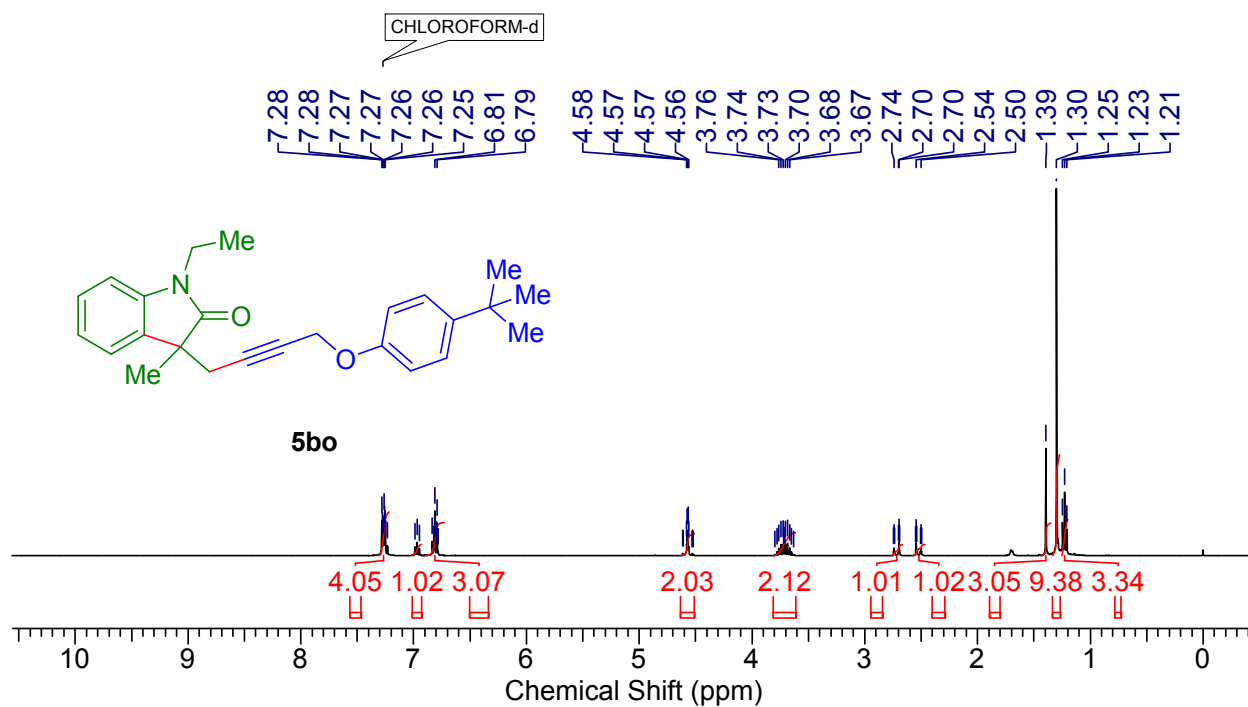 CHLOROFORM-d
7.28 7.28 7.27 7.27 7.26 7.26 7.25 6.81 6.79 4.58 4.57 4.57 4.56 3.76 3.74 3.73 3.70 3.68 3.67 2.74 2.70 2.70 2.54 2.50 1.39 1.30 1.25 1.23 1.21
Me
N
O
Me
O
Me
Me
Me
5bo
4.05 1.02 3.07 2.03 2.12 1.01 1.02 3.05 9.38 3.34
10 9 8 7 6 5 4 3 2 1 0
Chemical Shift (ppm)